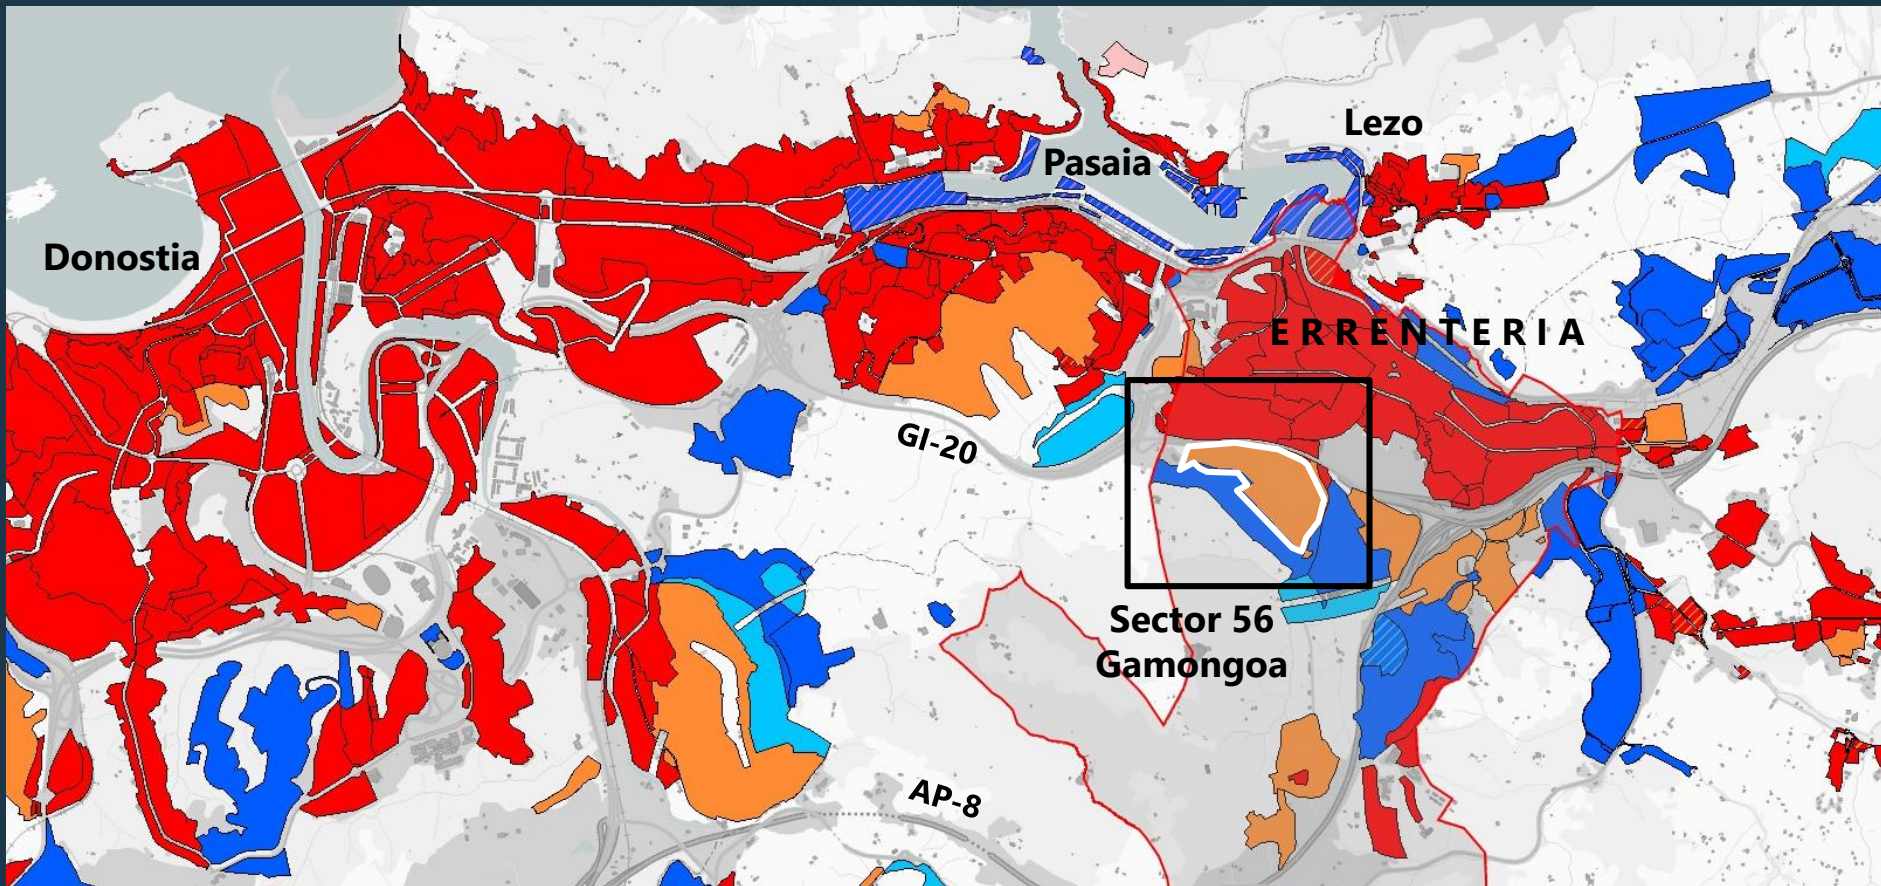 Lezo
Pasaia
Donostia
ERRENTERIA
GI-20
Sector 56
Gamongoa
AP-8